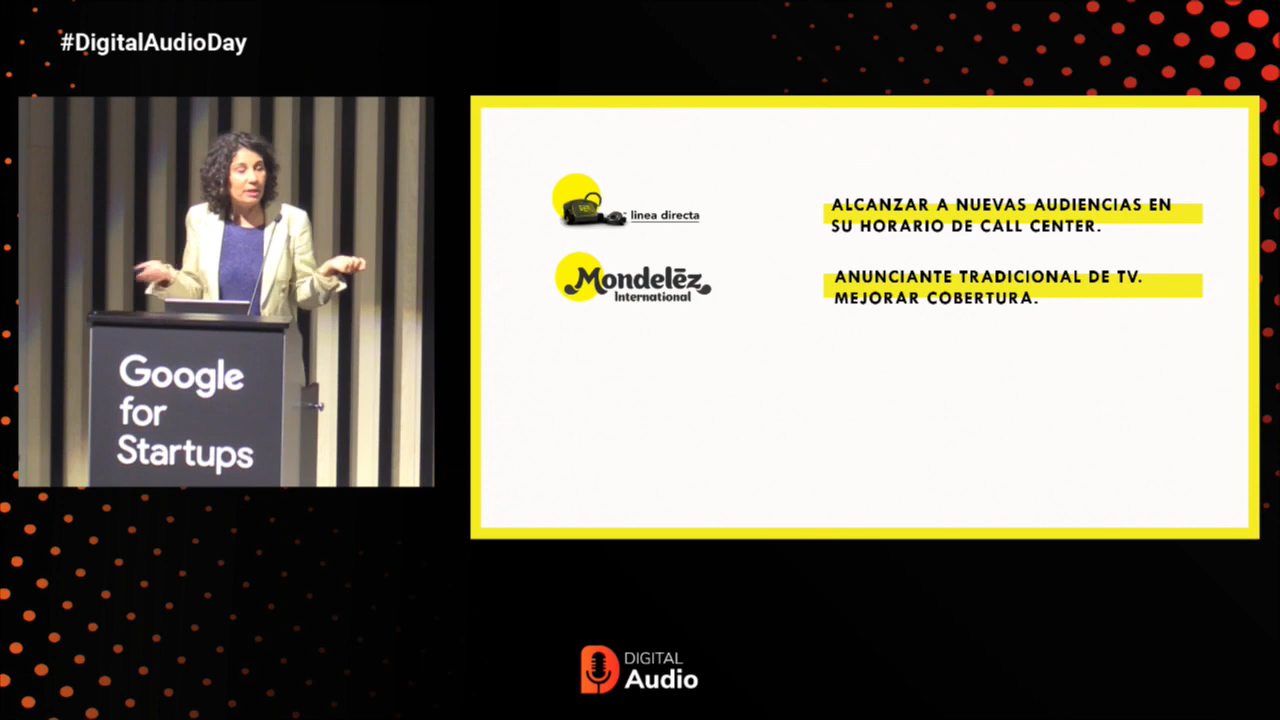 #DigitalAudioDay
Google
for
Startups
linea directa
ALCANZAR A NUEVAS AUDIENCIAS EN
SU HORARIO DE CALL CENTER.
Mondelēz
International
ANUNCIANTE TRADICIONAL DE TV.
MEJORAR COBERTURA.
DIGITAL
Audio